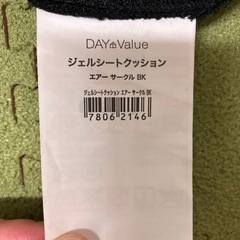 DAY Value
ジェルシートクッション
エアー サークル BK
ジェルシートクッション エアー サークル BK
78062146